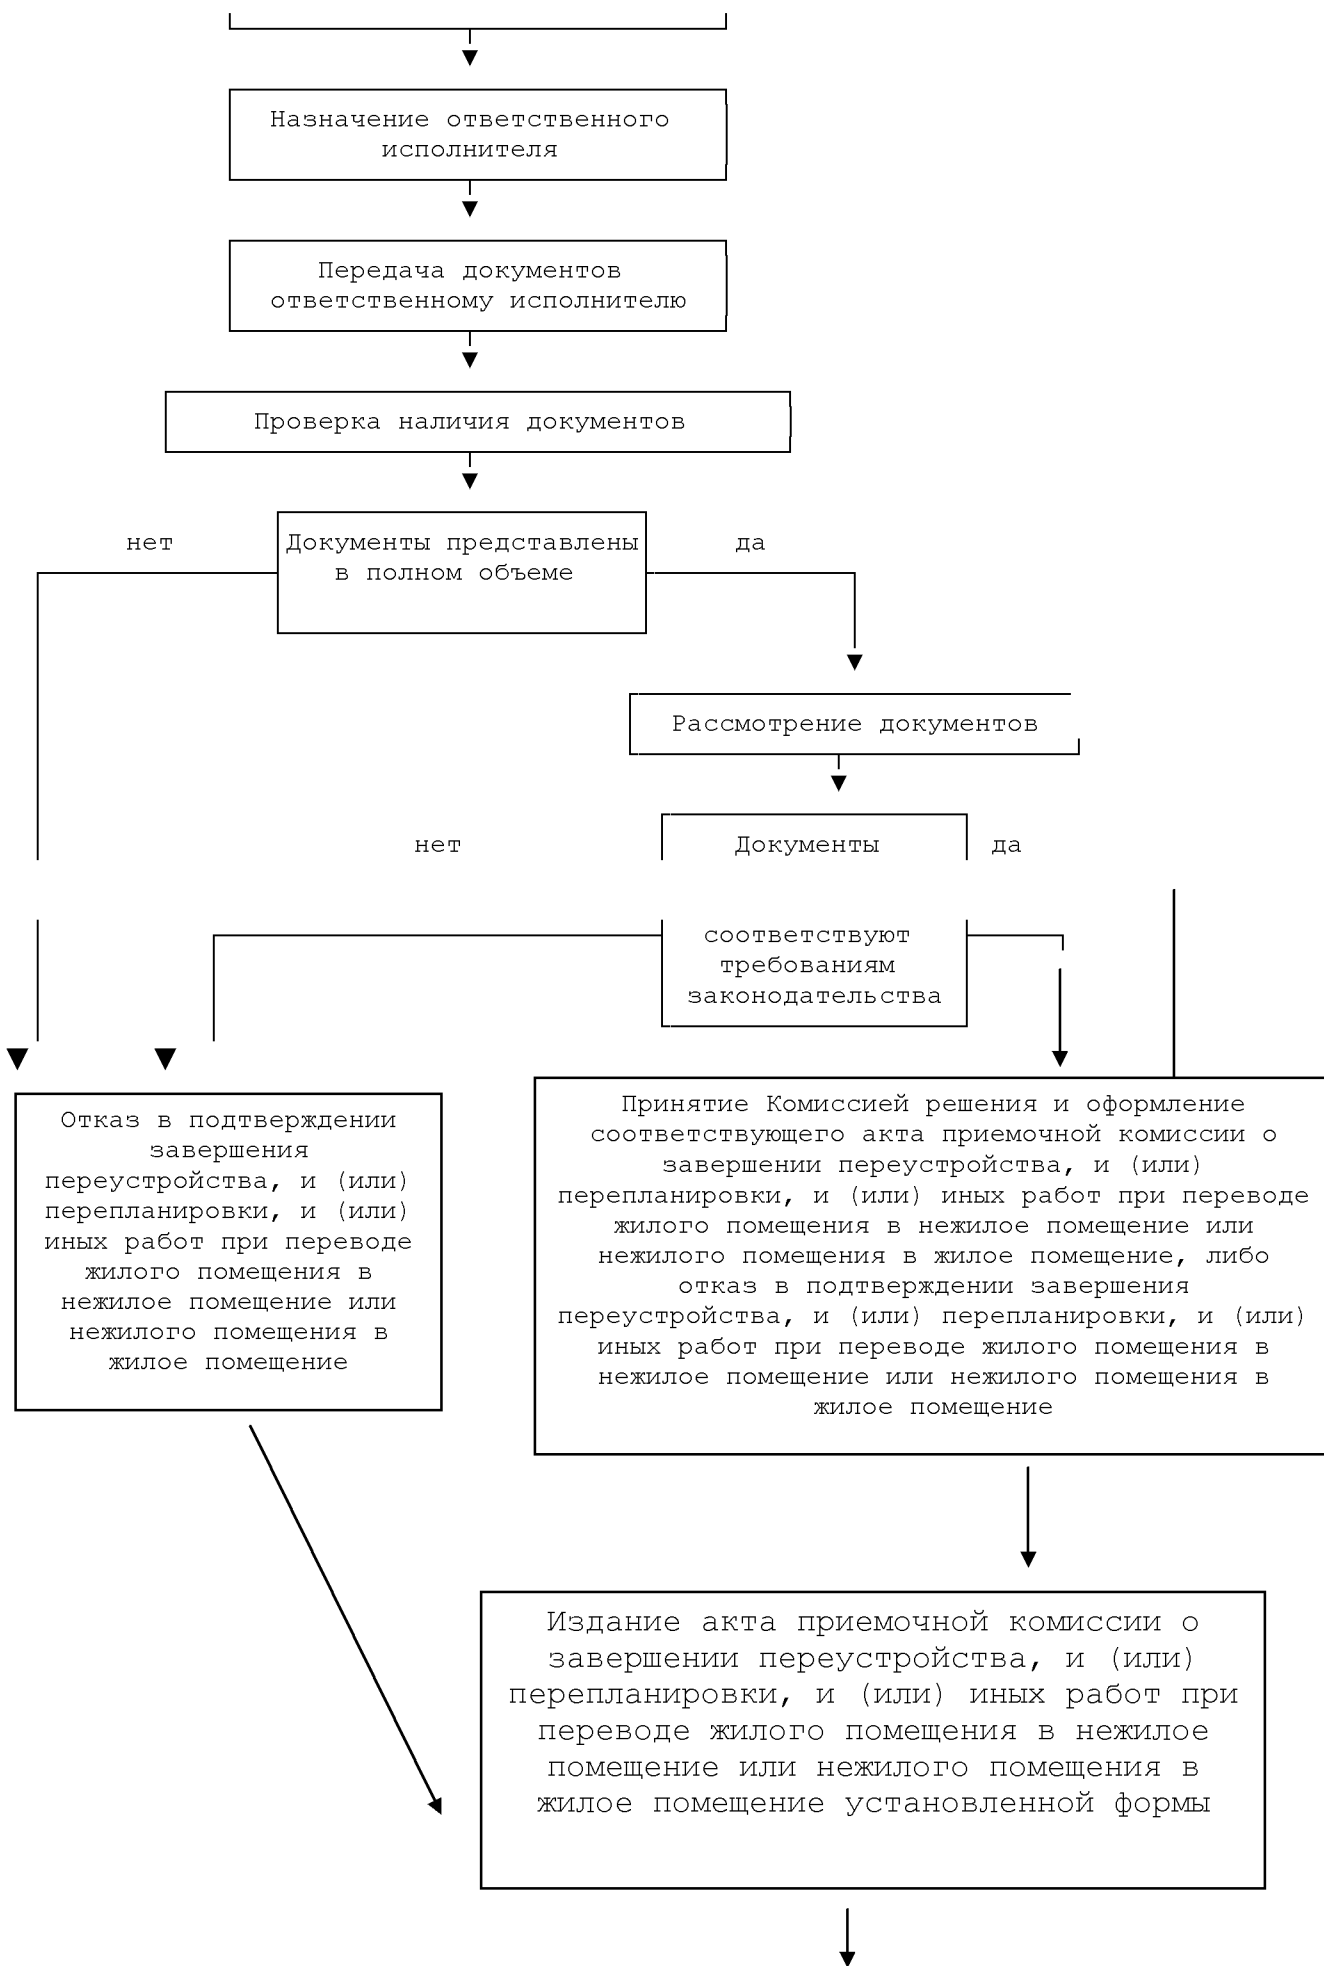 Назначение ответственного
исполнителя
Передача документов
ответственному исполнителю
Проверка наличия документов
нет
Документы представлены
в полном объеме
да
Рассмотрение документов
нет
Документы
да
соответствуют
требованиям
законодательства
Отказ в подтверждении
завершения
переустройства, и (или)
перепланировки, и (или)
иных работ при переводе
жилого помещения в
нежилое помещение или
нежилого помещения в
жилое помещение
Принятие Комиссией решения и оформление
соответствующего акта приемочной комиссии о
завершении переустройства, и (или)
перепланировки, и (или) иных работ при переводе
жилого помещения в нежилое помещение или
нежилого помещения в жилое помещение, либо
отказ в подтверждении завершения
переустройства, и (или) перепланировки, и (или)
иных работ при переводе жилого помещения в
нежилое помещение или нежилого помещения в
жилое помещение
Издание акта приемочной комиссии о
завершении переустройства, и (или)
перепланировки, и (или) иных работ при
переводе жилого помещения в нежилое
помещение или нежилого помещения в
жилое помещение установленной формы